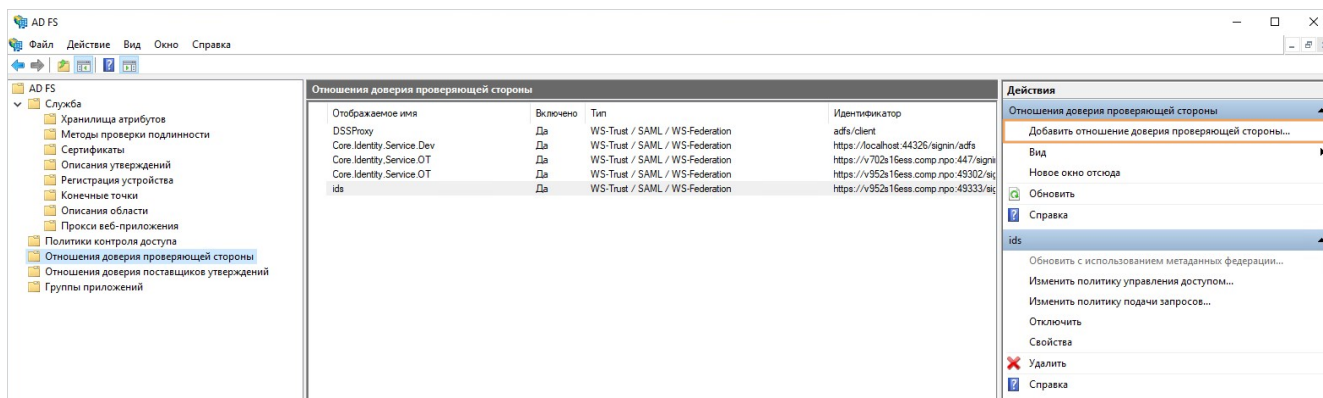 AD FS
Файл Действие Вид Окно Справка
AD FS
Служба
Хранилища атрибутов
Методы проверки подлинности
Сертификаты
Описания утверждений
Регистрация устройства
Конечные точки
Описания области
Прокси веб-приложения
Политики контроля доступа
Отношения доверия проверяющей стороны
Отношения доверия поставщиков утверждений
Группы приложений
Отношения доверия проверяющей стороны
Отображаемое имя Включено Тип Идентификатор
DSSProxy Да WS-Trust / SAML / WS-Federation adfs/client
Core.Identity.Service.Dev Да WS-Trust / SAML / WS-Federation https://localhost:44326/signin/adfs
Core.Identity.Service.OT Да WS-Trust / SAML / WS-Federation https://v702s16ess.comp.npo:447/signi
Core.Identity.Service.OT Да WS-Trust / SAML / WS-Federation https://v952s16ess.comp.npo:49302/sig
ids Да WS-Trust / SAML / WS-Federation https://v952s16ess.comp.npo:49333/sig
Действия
Отношения доверия проверяющей стороны
Добавить отношение доверия проверяющей стороны...
Вид
Новое окно отсюда
Обновить
Справка
ids
Обновить с использованием метаданных федерации...
Изменить политику управления доступом...
Изменить политику подачи запросов...
Отключить
Свойства
Удалить
Справка